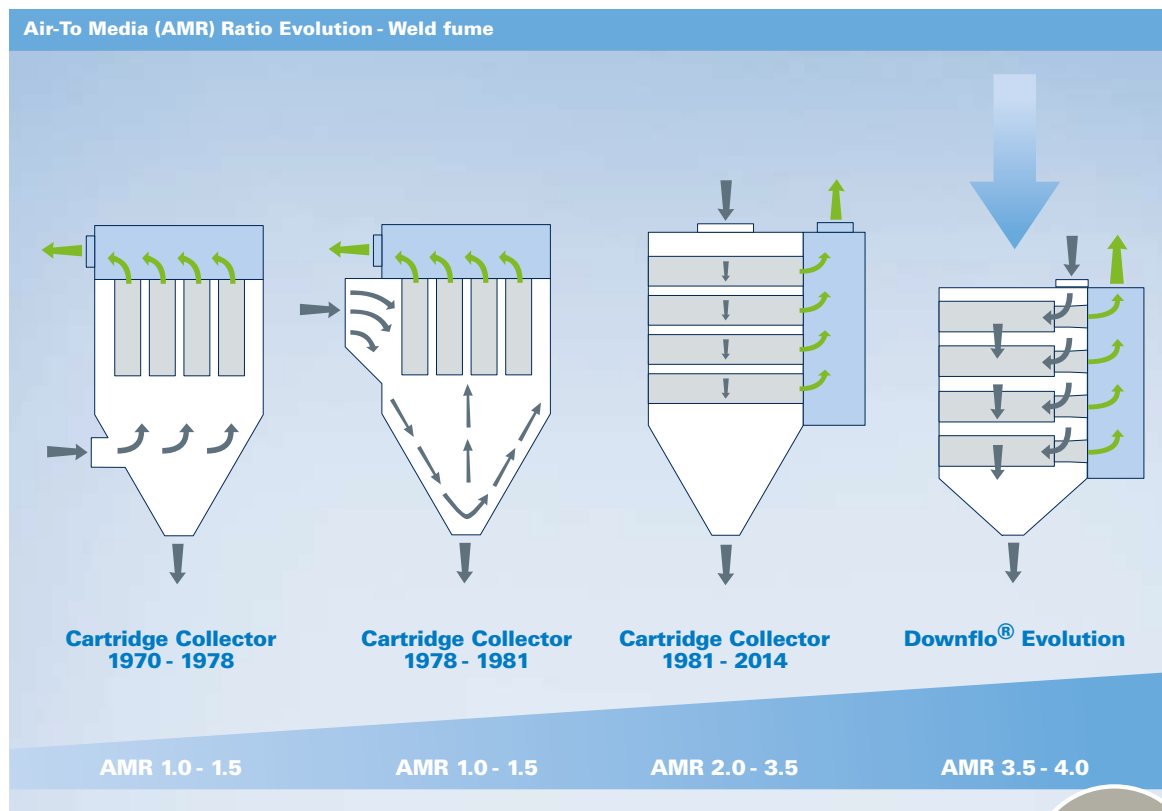 Air-To Media (AMR) Ratio Evolution - Weld fume
Cartridge Collector
1970 - 1978
Cartridge Collector
1978 - 1981
Cartridge Collector
1981 - 2014
Downflo® Evolution
AMR 1.0 - 1.5
AMR 1.0 - 1.5
AMR 2.0 - 3.5
AMR 3.5 - 4.0